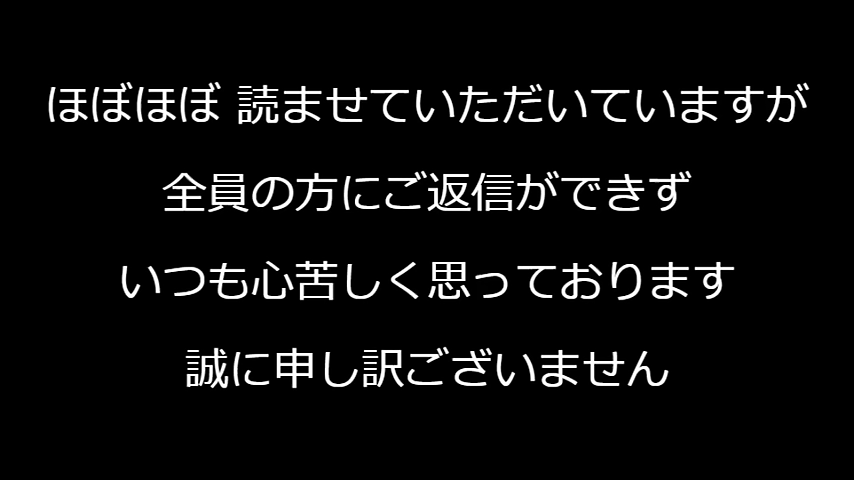 ほぼほぼ 読ませていただいていますが
全員の方にご返信ができず
いつも心苦しく思っております
誠に申し訳ございません